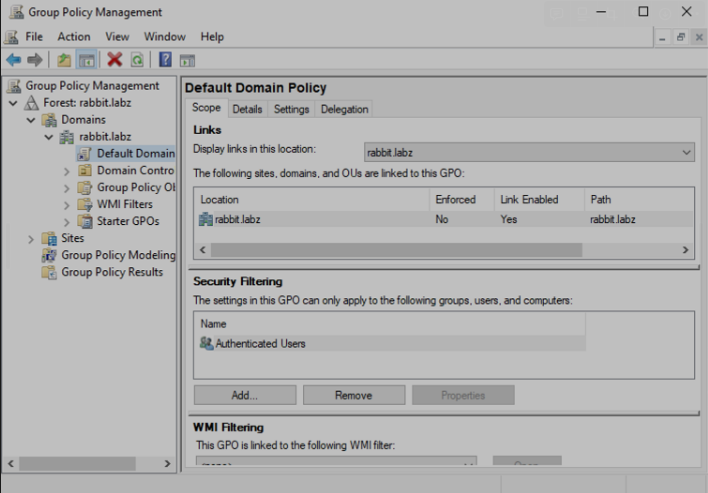 Group Policy Management
File Action View Window Help
Group Policy Management
Forest: rabbit.labz
Domains
rabbit.labz
Default Domain
Domain Contro
Group Policy Ob
WMI Filters
Starter GPOs
Sites
Group Policy Modeling
Group Policy Results
Default Domain Policy
Scope Details Settings Delegation
Links
Display links in this location: rabbit.labz
The following sites, domains, and OUs are linked to this GPO:
Location Enforced Link Enabled Path
rabbit.labz No Yes rabbit.labz
Security Filtering
The settings in this GPO can only apply to the following groups, users, and computers:
Name
Authenticated Users
Add... Remove Properties
WMI Filtering
This GPO is linked to the following WMI filter: